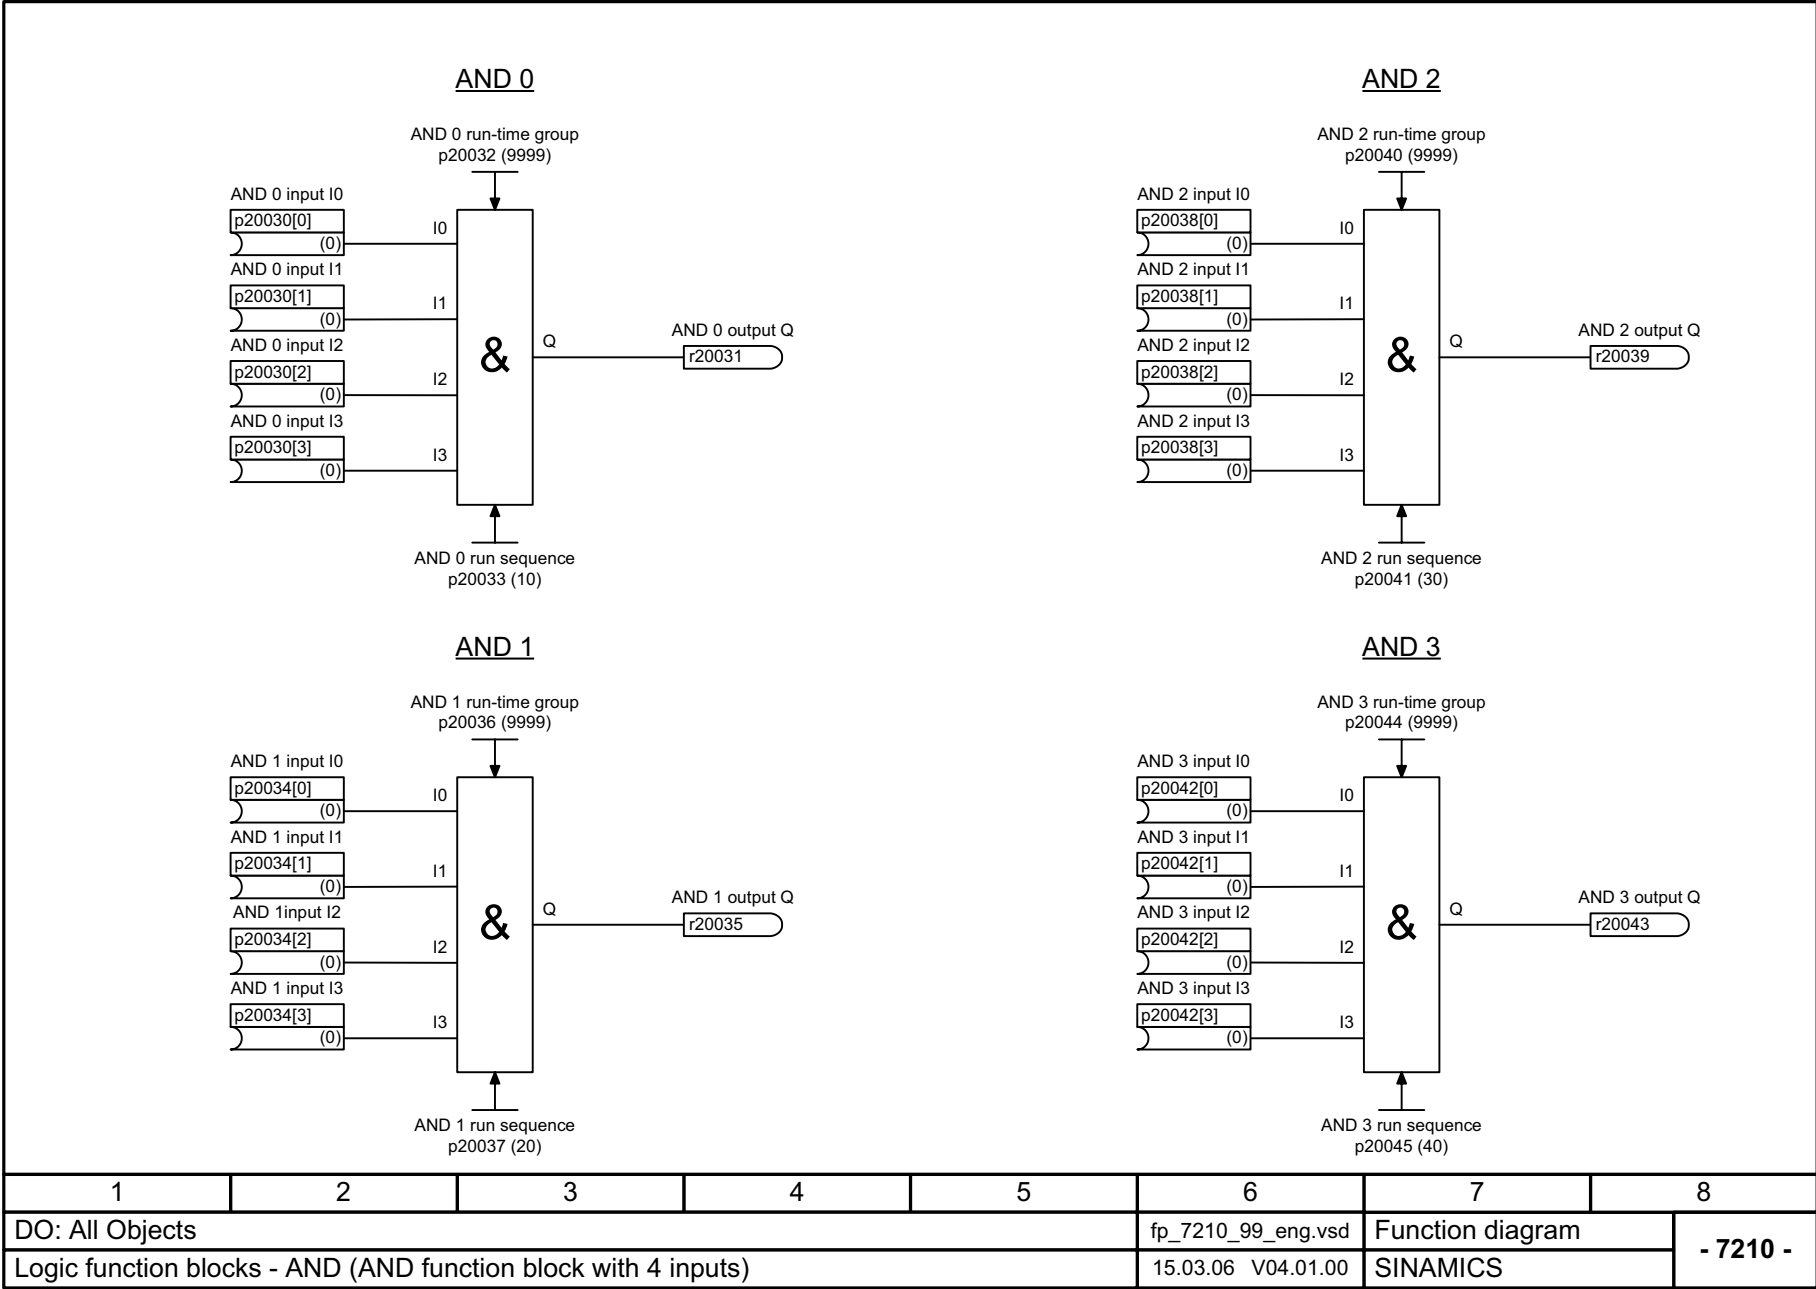 AND 0
AND 0 run-time group
p20032 (9999)
AND 0 input I0
p20030[0]
(0)
I0
AND 0 input I1
p20030[1]
(0)
I1
AND 0 input I2
p20030[2]
(0)
I2
AND 0 input I3
p20030[3]
(0)
I3
&
Q
AND 0 output Q
r20031
AND 0 run sequence
p20033 (10)
AND 2
AND 2 run-time group
p20040 (9999)
AND 2 input I0
p20038[0]
(0)
I0
AND 2 input I1
p20038[1]
(0)
I1
AND 2 input I2
p20038[2]
(0)
I2
AND 2 input I3
p20038[3]
(0)
I3
&
Q
AND 2 output Q
r20039
AND 2 run sequence
p20041 (30)
AND 1
AND 1 run-time group
p20036 (9999)
AND 1 input I0
p20034[0]
(0)
I0
AND 1 input I1
p20034[1]
(0)
I1
AND 1input I2
p20034[2]
(0)
I2
AND 1 input I3
p20034[3]
(0)
I3
&
Q
AND 1 output Q
r20035
AND 1 run sequence
p20037 (20)
AND 3
AND 3 run-time group
p20044 (9999)
AND 3 input I0
p20042[0]
(0)
I0
AND 3 input I1
p20042[1]
(0)
I1
AND 3 input I2
p20042[2]
(0)
I2
AND 3 input I3
p20042[3]
(0)
I3
&
Q
AND 3 output Q
r20043
AND 3 run sequence
p20045 (40)
1 2 3 4 5 6 7 8
DO: All Objects
fp_7210_99_eng.vsd
Function diagram
- 7210 -
Logic function blocks - AND (AND function block with 4 inputs)
15.03.06 V04.01.00
SINAMICS